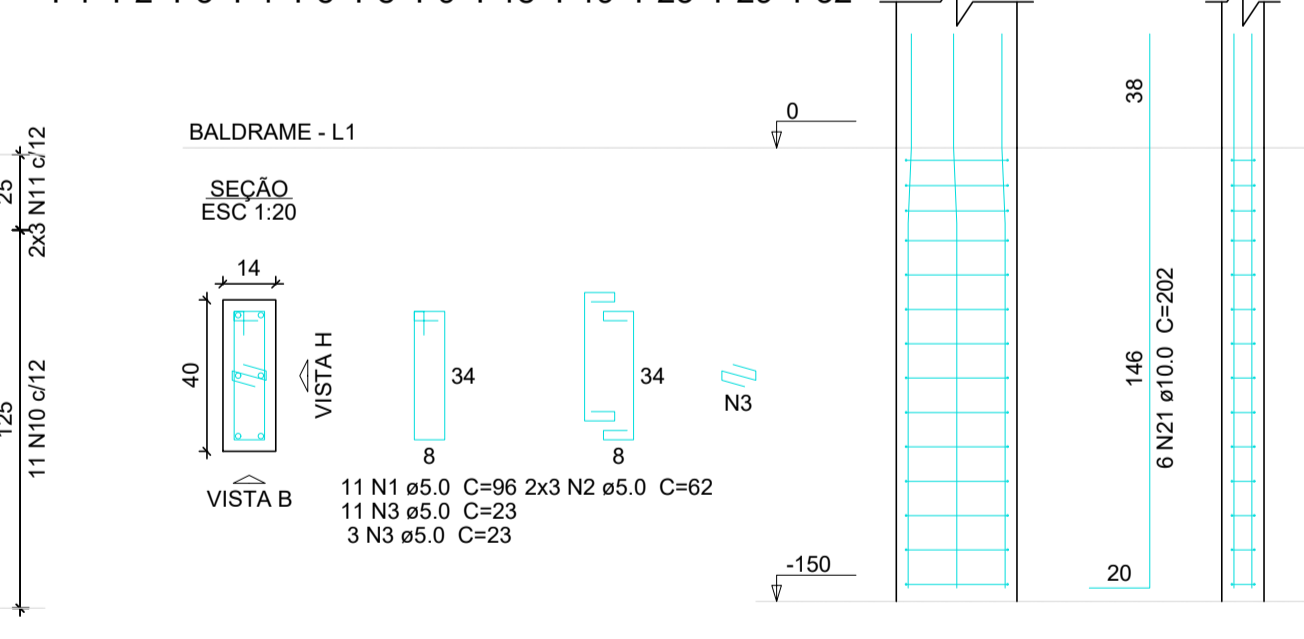 BALDRAME - L1
0
38
25
2x3 N11 c/12
SEÇÃO
ESC 1:20
14
40
VISTA H
VISTA B
34
8
34
8
N3
11 N1 ø5.0 C=96 2x3 N2 ø5.0 C=62
11 N3 ø5.0 C=23
3 N3 ø5.0 C=23
125
11 N10 c/12
146
6 N21 ø10.0 C=202
-150
20